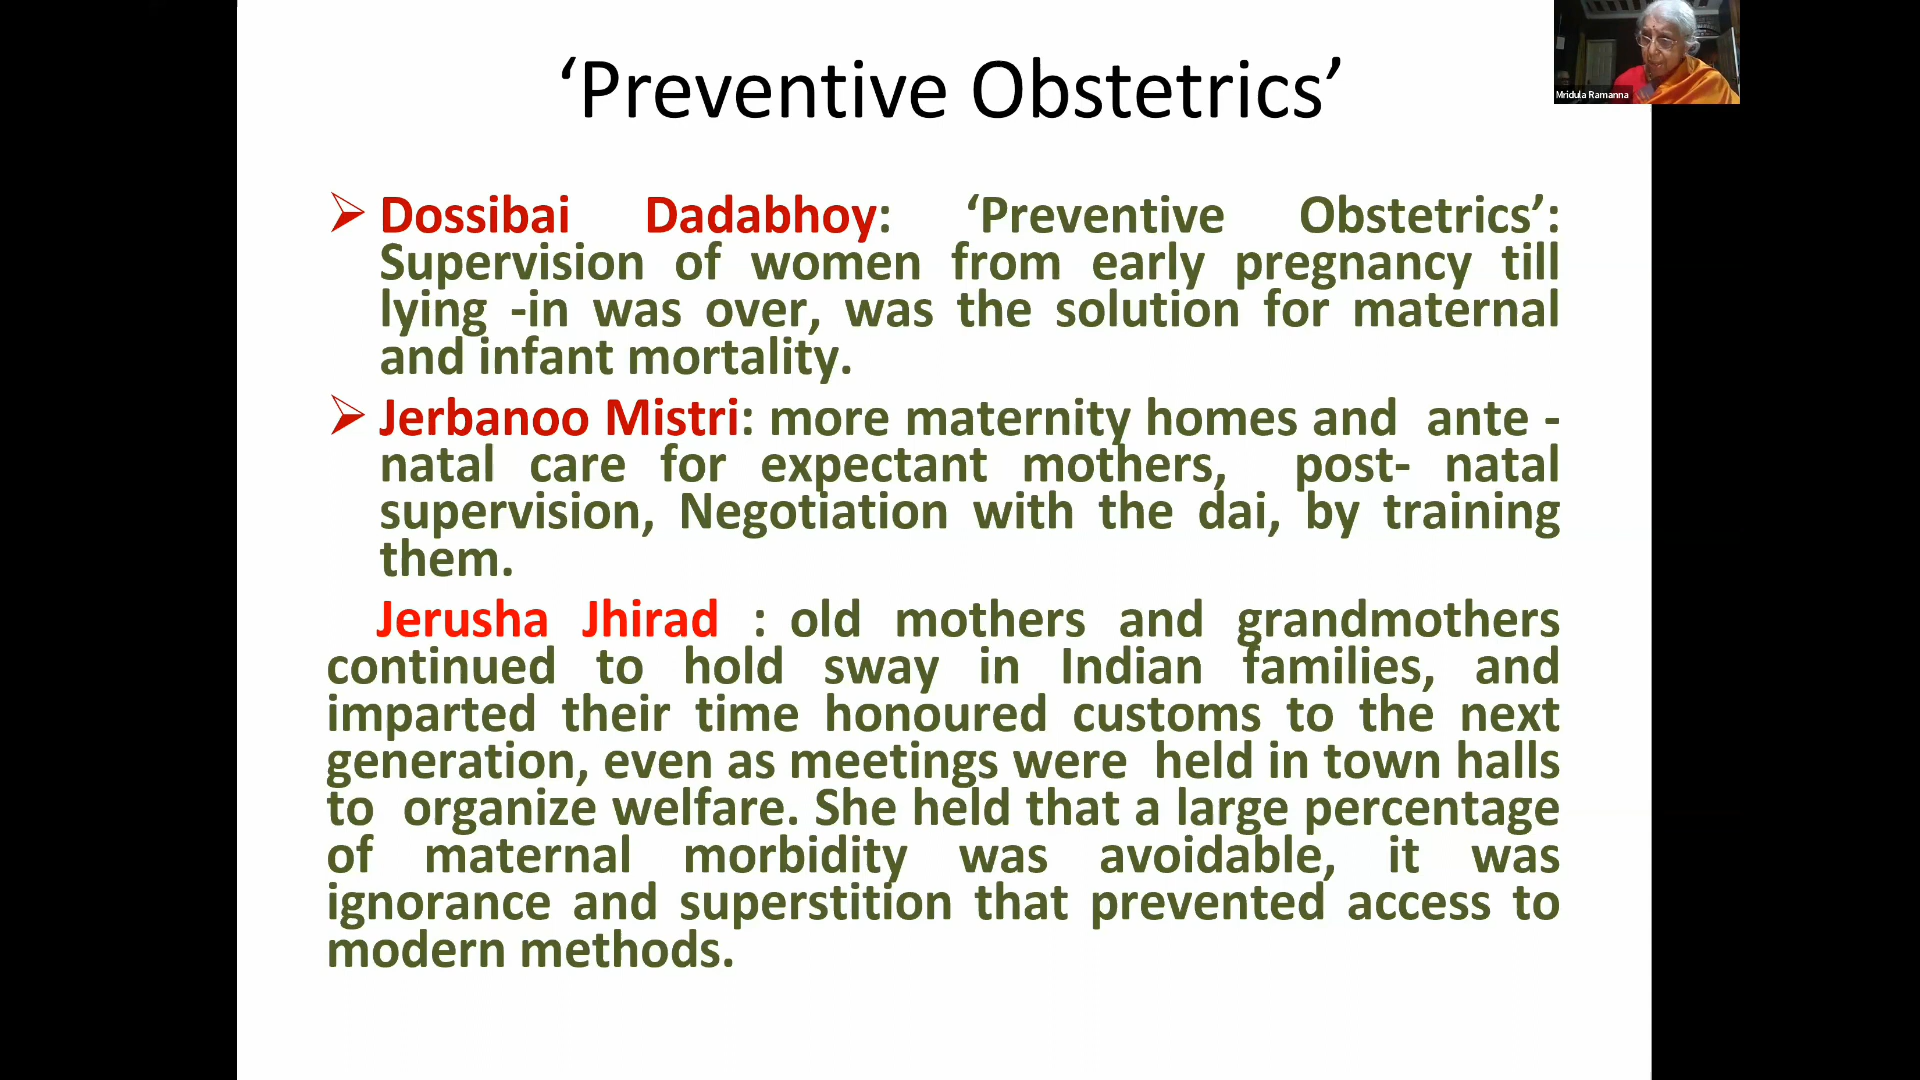 ‘Preventive Obstetrics’
Mridula Ramanna
Dossibai Dadabhoy: ‘Preventive Obstetrics’:
Supervision of women from early pregnancy till
lying -in was over, was the solution for maternal
and infant mortality.
Jerbanoo Mistri: more maternity homes and ante -
natal care for expectant mothers, post- natal
supervision, Negotiation with the dai, by training
them.
Jerusha Jhirad : old mothers and grandmothers
continued to hold sway in Indian families, and
imparted their time honoured customs to the next
generation, even as meetings were held in town halls
to organize welfare. She held that a large percentage
of maternal morbidity was avoidable, it was
ignorance and superstition that prevented access to
modern methods.